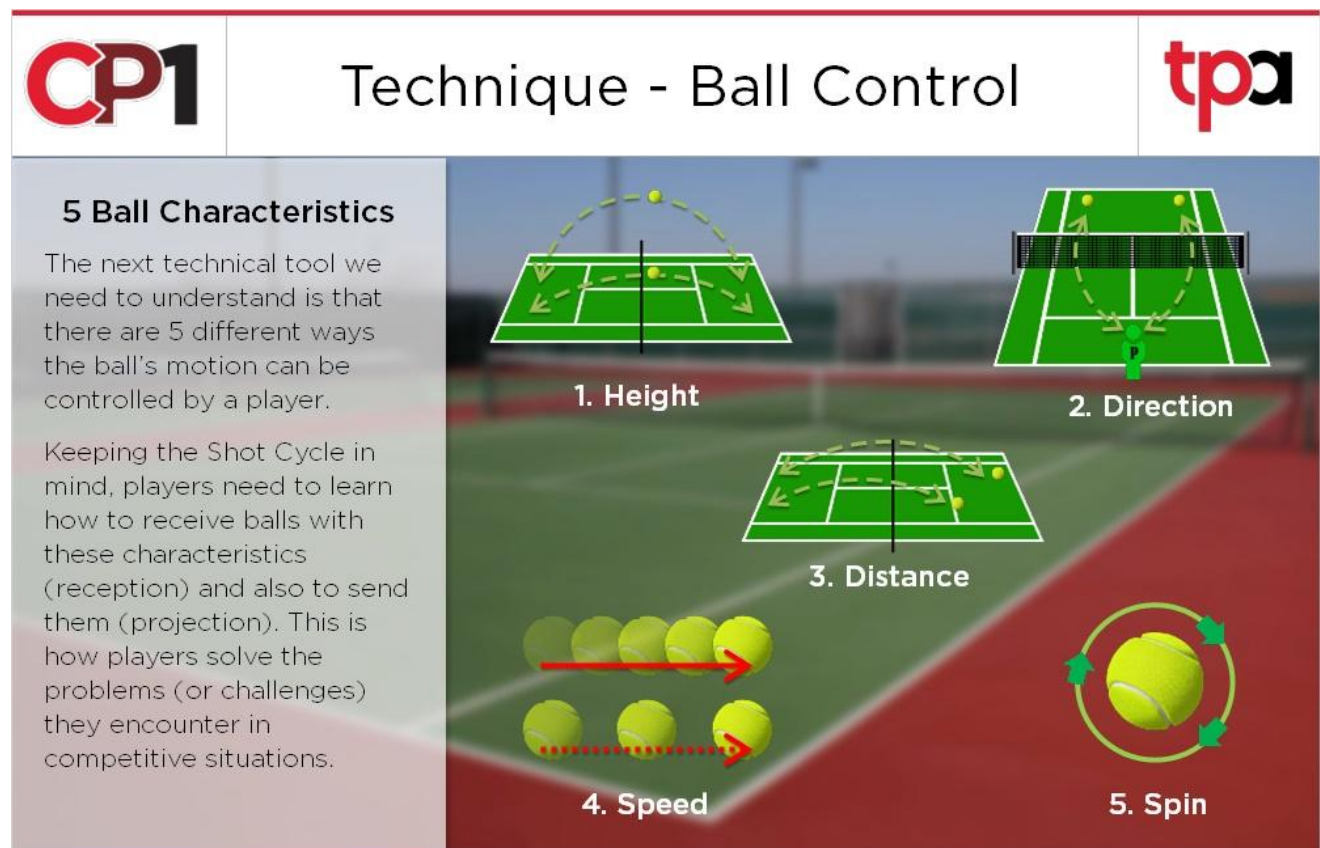 CP1
Technique - Ball Control
tpa
5 Ball Characteristics
The next technical tool we
need to understand is that
there are 5 different ways
the ball's motion can be
controlled by a player.
Keeping the Shot Cycle in
mind, players need to learn
how to receive balls with
these characteristics
(reception) and also to send
them (projection). This is
how players solve the
problems (or challenges)
they encounter in
competitive situations.
1. Height
P
2. Direction
3. Distance
4. Speed
5. Spin